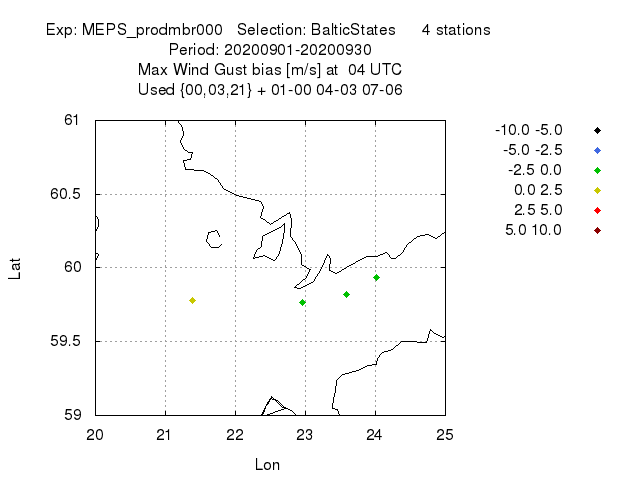 Exp: MEPS_prodmbr000 Selection: BalticStates 4 stations
Period: 20200901-20200930
Max Wind Gust bias [m/s] at 04 UTC
Used {00,03,21} + 01-00 04-03 07-06
-10.0 -5.0
-5.0 -2.5
-2.5 0.0
0.0 2.5
2.5 5.0
5.0 10.0
61
60.5
60
59.5
59
Lat
20 21 22 23 24 25
Lon